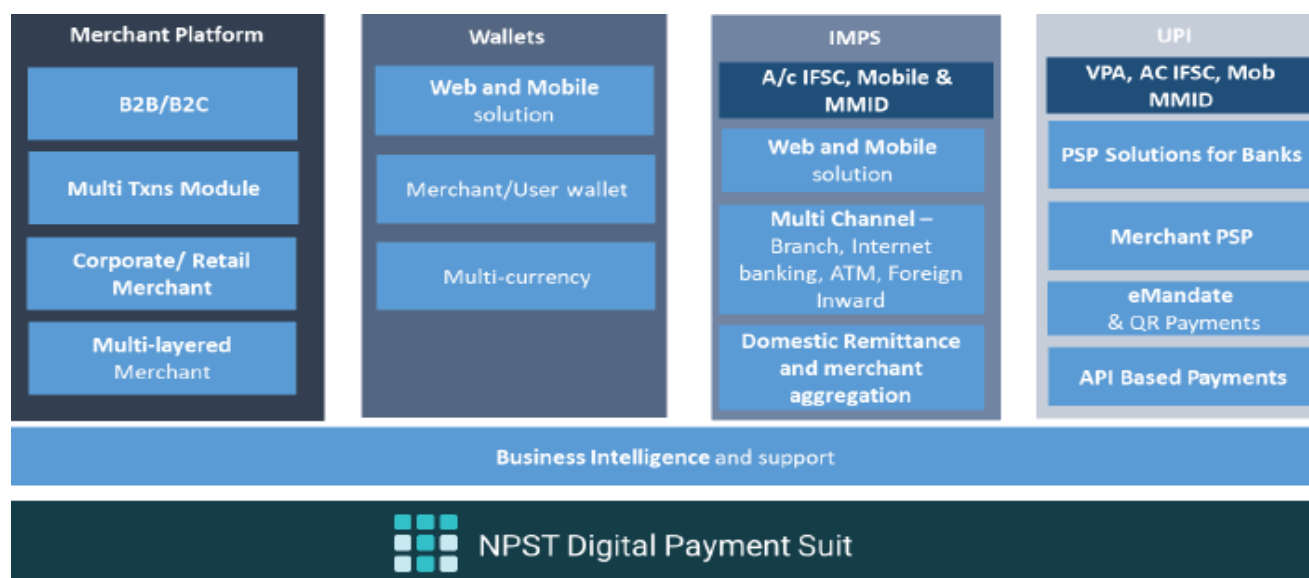 Merchant Platform
B2B/B2C
Multi Txns Module
Corporate/ Retail
Merchant
Multi-layered
Merchant
Wallets
Web and Mobile
solution
Merchant/User wallet
Multi-currency
IMPS
A/c IFSC, Mobile &
MMID
Web and Mobile
solution
Multi Channel –
Branch, Internet
banking, ATM, Foreign
Inward
Domestic Remittance
and merchant
aggregation
UPI
VPA, AC IFSC, Mob
MMID
PSP Solutions for Banks
Merchant PSP
eMandate
& QR Payments
API Based Payments
Business Intelligence and support
NPST Digital Payment Suit